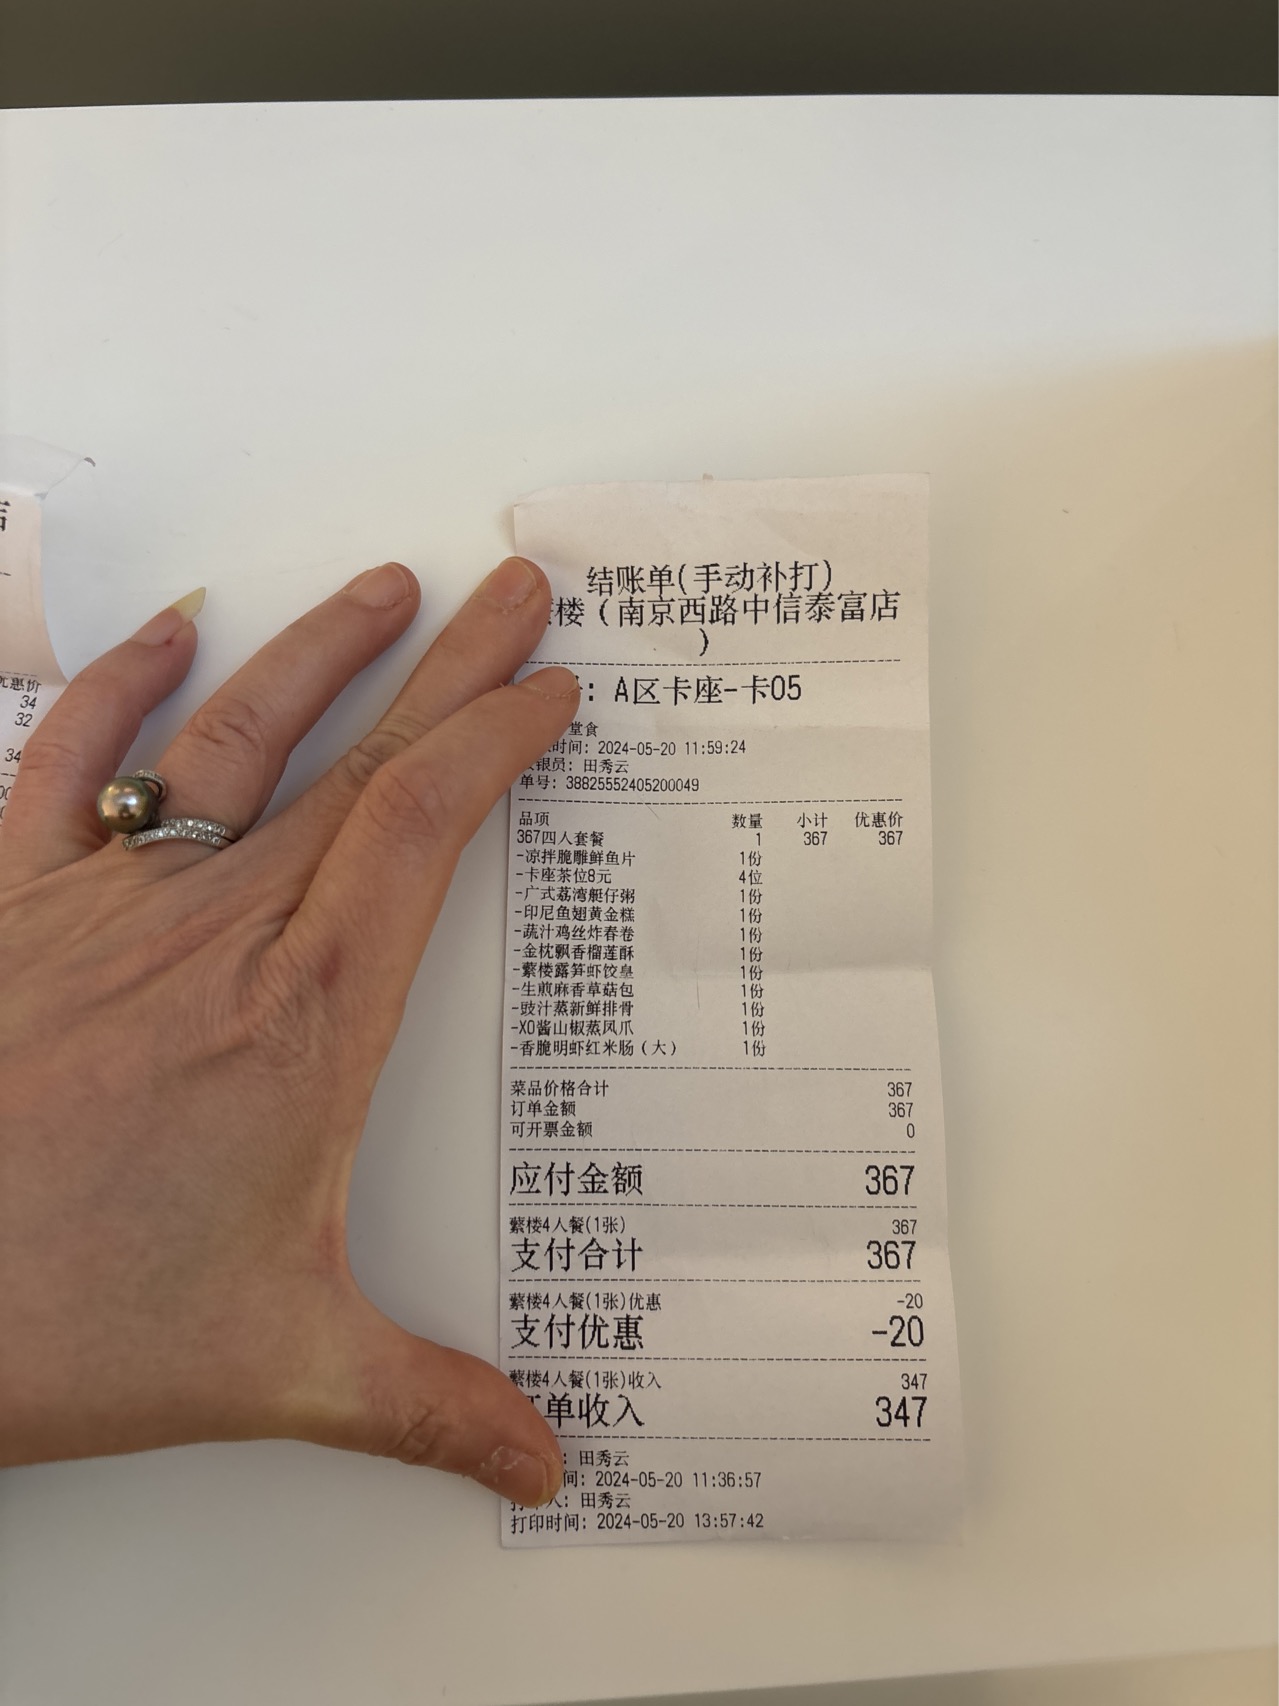 结账单(手动补打)
楼（南京西路中信泰富店
）
: A区卡座-卡05
堂食
时间: 2024-05-20 11:59:24
银员: 田秀云
单号: 38825552405200049
品项 数量 小计 优惠价
367四人套餐 1 367 367
-凉拌脆雕鲜鱼片 1份
-卡座茶位8元 4位
-广式荔湾艇仔粥 1份
-印尼鱼翅黄金糕 1份
-蔬汁鸡丝炸春卷 1份
-金枕飘香榴莲酥 1份
-蘩楼露笋虾饺皇 1份
-生煎麻香草菇包 1份
-豉汁蒸新鲜排骨 1份
-XO酱山椒蒸凤爪 1份
-香脆明虾红米肠（大） 1份
菜品价格合计 367
订单金额 367
可开票金额 0
应付金额 367
蘩楼4人餐(1张) 367
支付合计 367
蘩楼4人餐(1张)优惠 -20
支付优惠 -20
蘩楼4人餐(1张)收入 347
单收入 347
: 田秀云
间: 2024-05-20 11:36:57
人: 田秀云
打印时间: 2024-05-20 13:57:42
店
优惠价
34
32
34